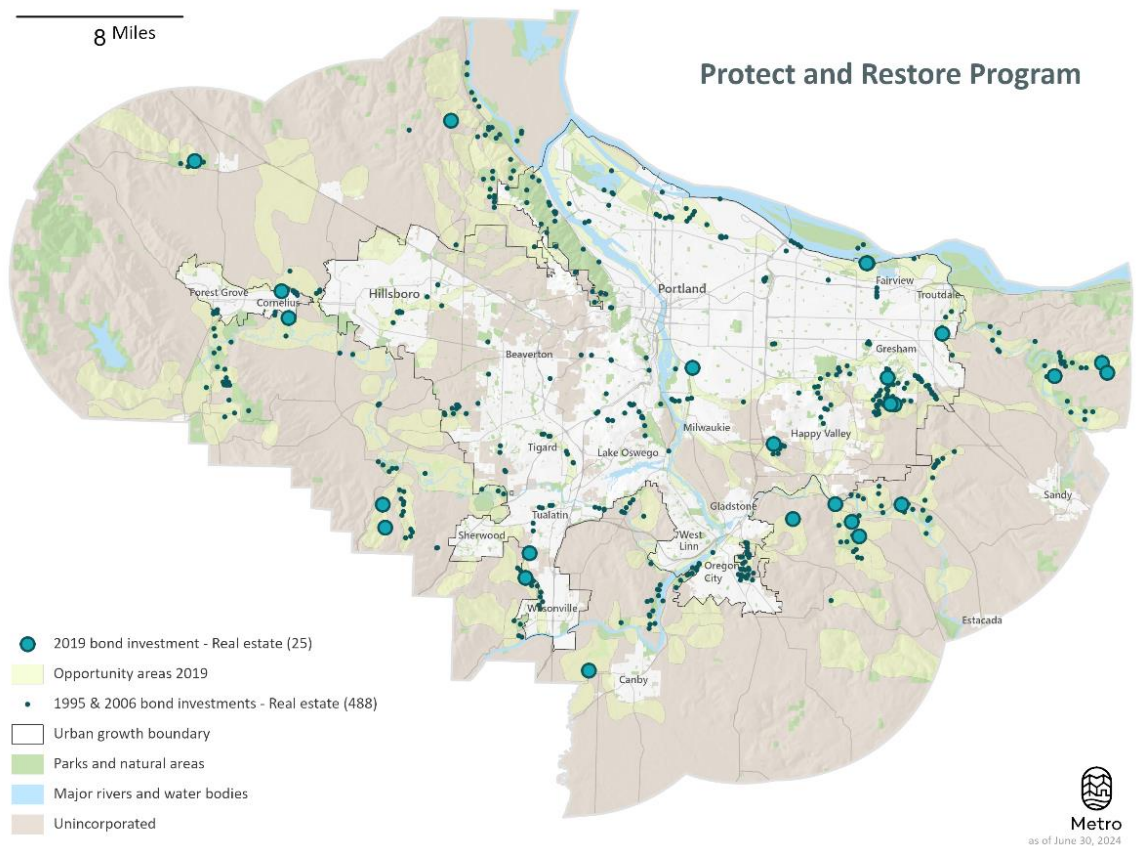 8 Miles
Protect and Restore Program
Forest Grove
Cornelius
Hillsboro
Portland
Fairview
Troutdale
Beaverton
Gresham
Milwaukie
Happy Valley
Tigard
Lake Oswego
Gladstone
Sandy
Tualatin
Sherwood
West
Linn
Oregon
City
Wilsonville
Estacada
Canby
2019 bond investment - Real estate (25)
Opportunity areas 2019
1995 & 2006 bond investments - Real estate (488)
Urban growth boundary
Parks and natural areas
Major rivers and water bodies
Unincorporated
Metro
as of June 30, 2024